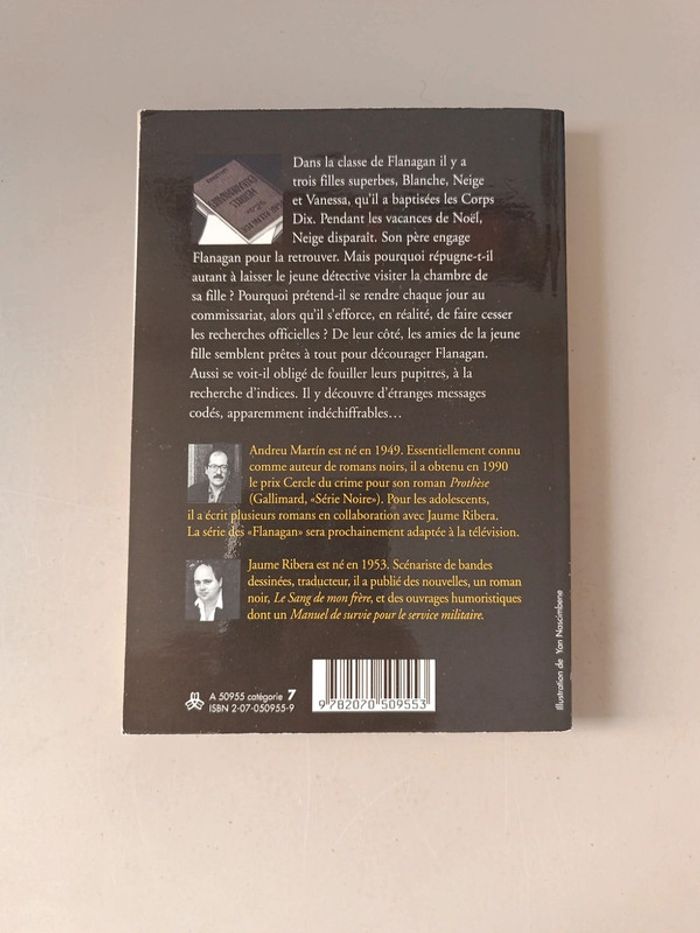 Dans la classe de Flanagan il y a
trois filles superbes, Blanche, Neige
et Vanessa, qu'il a baptisées les Corps
Dix. Pendant les vacances de Noël,
Neige disparaît. Son père engage
Flanagan pour la retrouver. Mais pourquoi répugne-t-il
autant à laisser le jeune détective visiter la chambre de
sa fille ? Pourquoi prétend-il se rendre chaque jour au
commissariat, alors qu'il s'efforce, en réalité, de faire cesser
les recherches officielles ? De leur côté, les amies de la jeune
fille semblent prêtes à tout pour décourager Flanagan.
Aussi se voit-il obligé de fouiller leurs pupitres, à la
recherche d'indices. Il y découvre d'étranges messages
codés, apparemment indéchiffrables…
Andreu Martín est né en 1949. Essentiellement connu
comme auteur de romans noirs, il a obtenu en 1990
le prix Cercle du crime pour son roman Prothèse
(Gallimard, «Série Noire»). Pour les adolescents,
il a écrit plusieurs romans en collaboration avec Jaume Ribera.
La série des «Flanagan» sera prochainement adaptée à la télévision.
Jaume Ribera est né en 1953. Scénariste de bandes
dessinées, traducteur, il a publié des nouvelles, un roman
noir, Le Sang de mon frère, et des ouvrages humoristiques
dont un Manuel de survie pour le service militaire.
Illustration de Yan Nascimbene
A 50955 catégorie 7
ISBN 2-07-050955-9
9 782070 509553